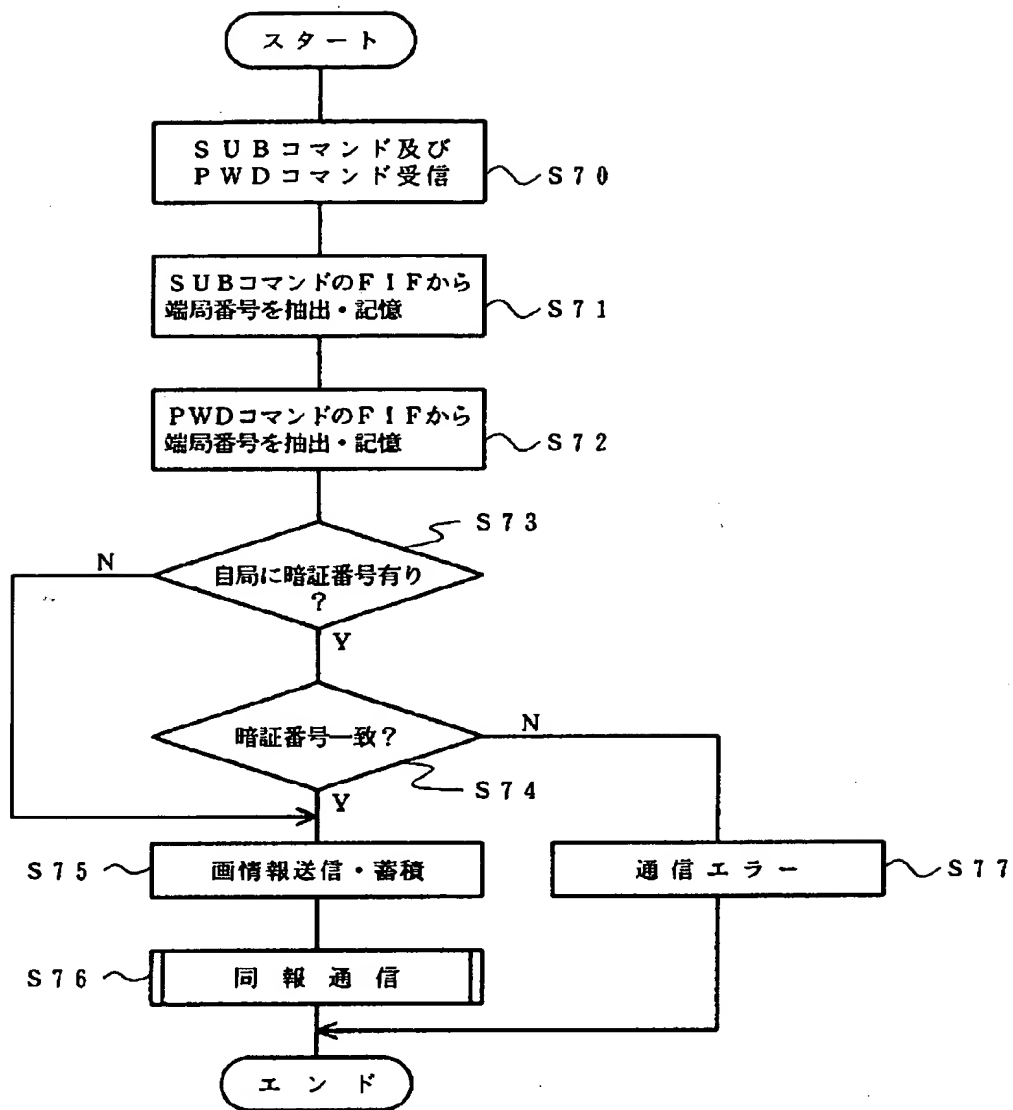 スタート
SUBコマンド及び
PWDコマンド受信
S70
SUBコマンドのFIFから
端局番号を抽出・記憶
S71
PWDコマンドのFIFから
端局番号を抽出・記憶
S72
S73
N
自局に暗証番号有り
?
Y
暗証番号一致?
N
S74
Y
S75
画情報送信・蓄積
通信エラー
S77
S76
同報通信
エンド